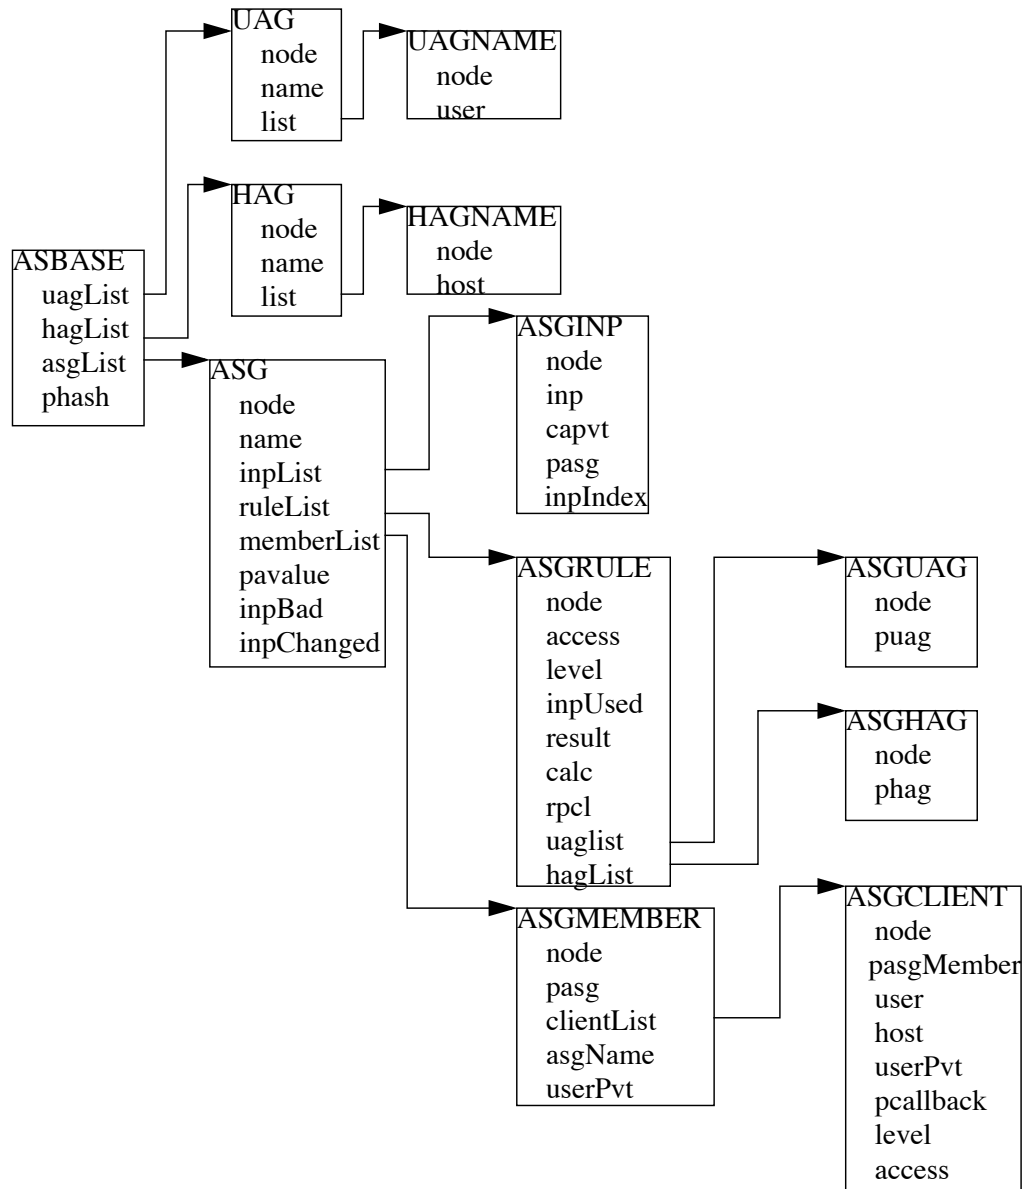 UAG
node
name
list
UAGNAME
node
user
HAG
node
name
list
HAGNAME
node
host
ASBASE
uagList
hagList
asgList
phash
ASG
node
name
inpList
ruleList
memberList
pavalue
inpBad
inpChanged
ASGINP
node
inp
capvt
pasg
inpIndex
ASGRULE
node
access
level
inpUsed
result
calc
rpcl
uaglist
hagList
ASGUAG
node
puag
ASGHAG
node
phag
ASGMEMBER
node
pasg
clientList
asgName
userPvt
ASGCLIENT
node
pasgMember
user
host
userPvt
pcallback
level
access